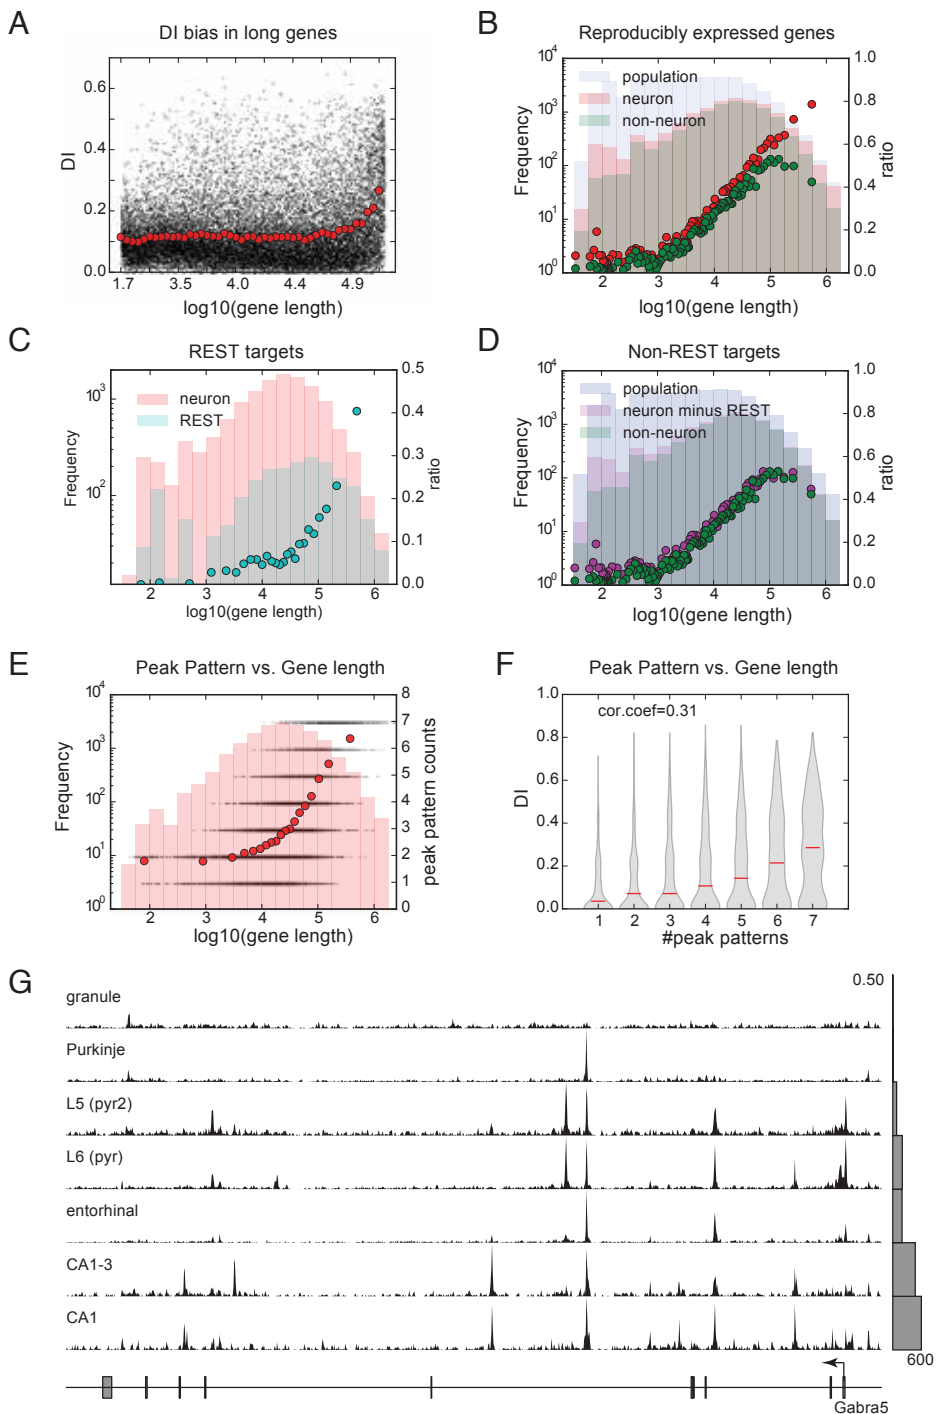 A
DI bias in long genes
DI
0.6
0.4
0.2
0.0
1.7
3.5
4.0
4.4
4.9
log10(gene length)
B
Reproducibly expressed genes
population
neuron
non-neuron
Frequency
10^4
10^3
10^2
10^1
10^0
1.0
0.8
0.6
0.4
0.2
0.0
ratio
2
3
4
5
6
log10(gene length)
C
REST targets
neuron
REST
Frequency
10^3
10^2
0.5
0.4
0.3
0.2
0.1
0.0
ratio
2
3
4
5
6
log10(gene length)
D
Non-REST targets
population
neuron minus REST
non-neuron
Frequency
10^4
10^3
10^2
10^1
10^0
1.0
0.8
0.6
0.4
0.2
0.0
ratio
2
3
4
5
6
log10(gene length)
E
Peak Pattern vs. Gene length
Frequency
10^4
10^3
10^2
10^1
10^0
8
7
6
5
4
3
2
1
0
peak pattern counts
2
3
4
5
6
log10(gene length)
F
Peak Pattern vs. Gene length
cor.coef=0.31
DI
1.0
0.8
0.6
0.4
0.2
0.0
1
2
3
4
5
6
7
#peak patterns
G
0.50
granule
Purkinje
L5 (pyr2)
L6 (pyr)
entorhinal
CA1-3
CA1
600
Gabra5